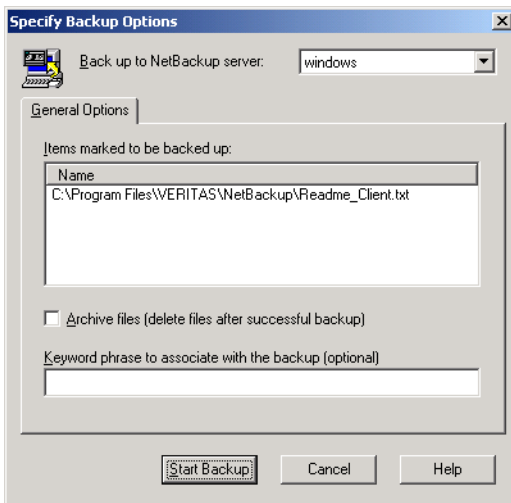 Specify Backup Options
Back up to NetBackup server: windows
General Options
Items marked to be backed up:
Name
C:\Program Files\VERITAS\NetBackup\Readme_Client.txt
Archive files (delete files after successful backup)
Keyword phrase to associate with the backup (optional)
Start Backup Cancel Help